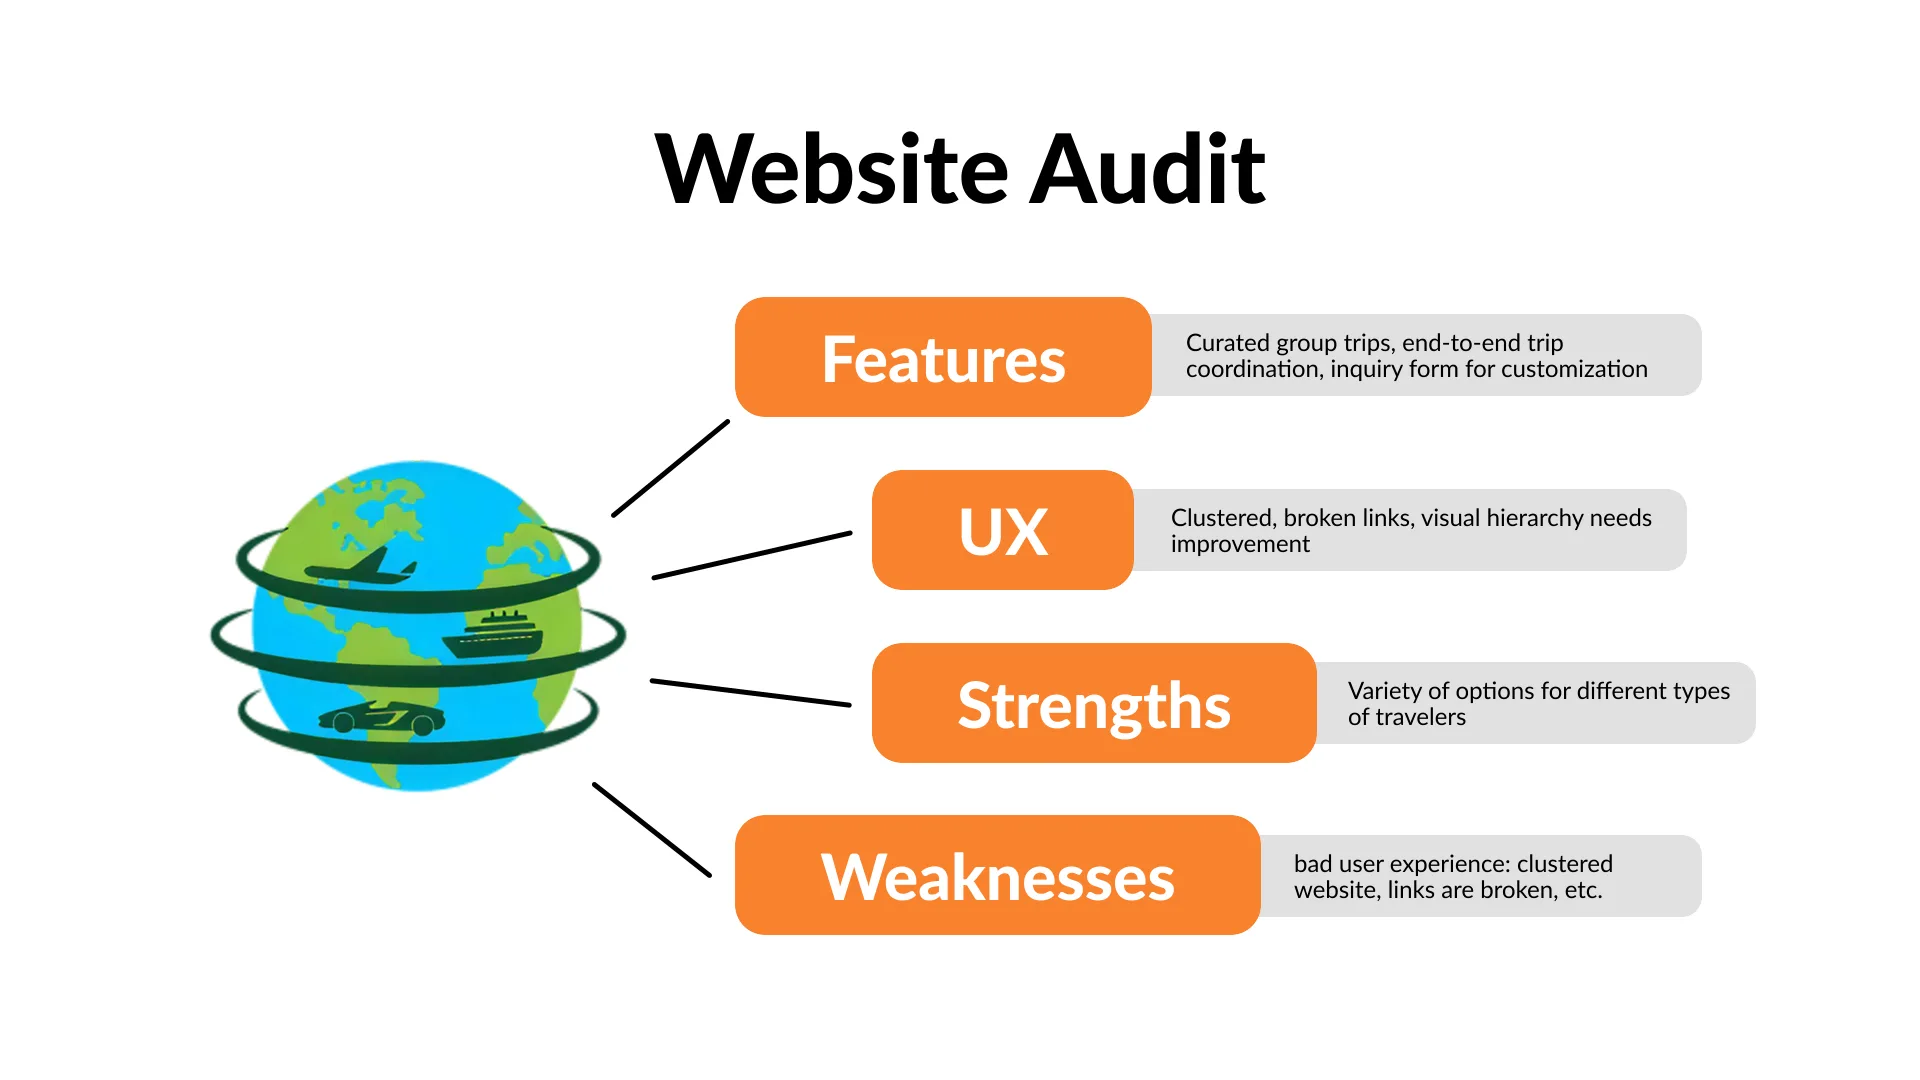 Website Audit
Features
Curated group trips, end-to-end trip
coordination, inquiry form for customization
UX
Clustered, broken links, visual hierarchy needs
improvement
Strengths
Variety of options for different types
of travelers
Weaknesses
bad user experience: clustered
website, links are broken, etc.